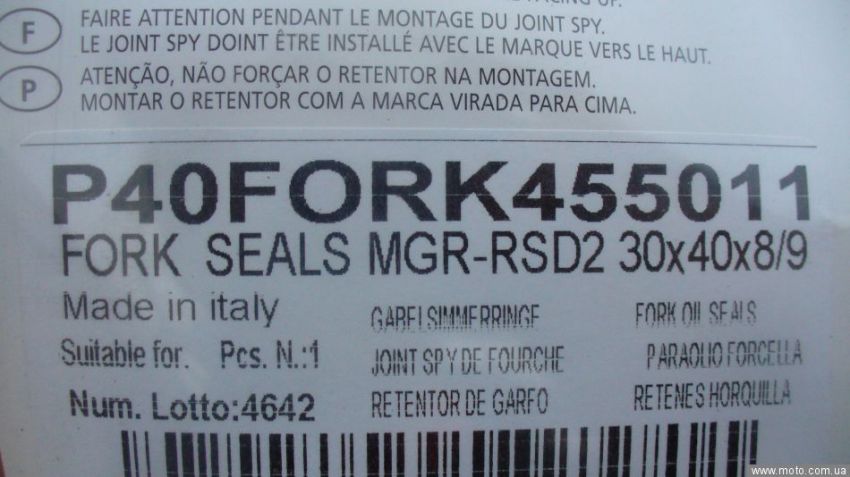 FACING UP.
F
FAIRE ATTENTION PENDANT LE MONTAGE DU JOINT SPY.
LE JOINT SPY DOINT ÊTRE INSTALLÉ AVEC LE MARQUE VERS LE HAUT.
P
ATENÇÃO, NÃO FORÇAR O RETENTOR NA MONTAGEM.
MONTAR O RETENTOR COM A MARCA VIRADA PARA CIMA.
P40FORK455011
FORK SEALS MGR-RSD2 30x40x8/9
Made in italy GABELSIMMERRINGE FORK OIL SEALS
Suitable for. Pcs. N.:1 JOINT SPY DE FOURCHE PARAOLIO FORCELLA
Num. Lotto:4642 RETENTOR DE GARFO RETENES HORQUILLA
www.moto.com.ua